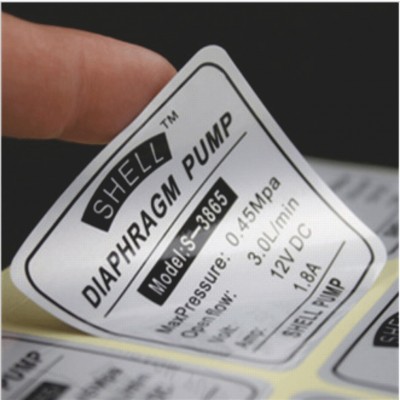 SHELL™
DIAPHRAGM PUMP
Model:S-3865
MaxPressure: 0.45Mpa
Open flow: 3.0L/min
Volt: 12V DC
Amp: 1.8A
SHELL PUMP
PUMP